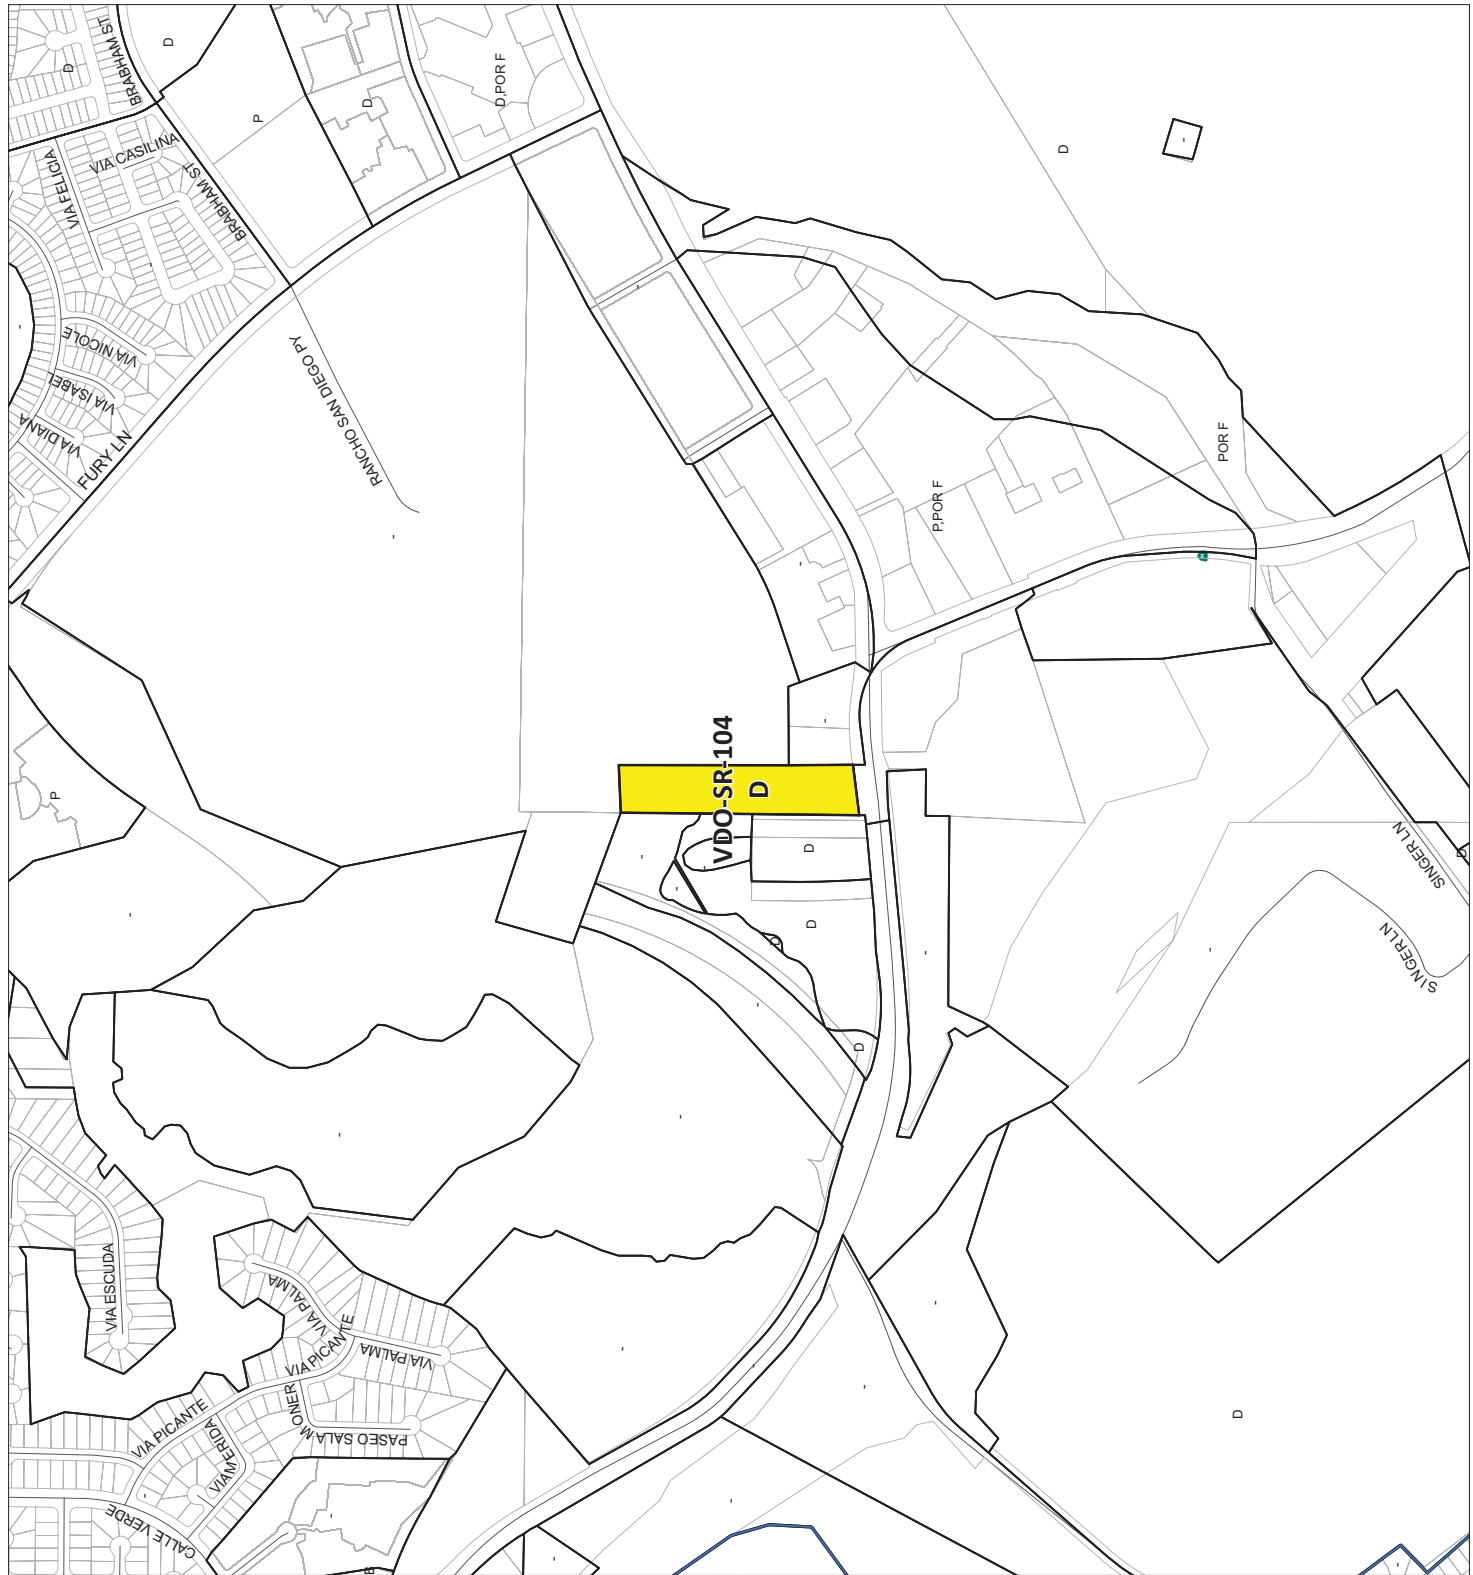 D
BRABHAM ST
D
D,POR F
P
D
VIA CASILINA
VIA FELICIA
BRABHAM ST
D
VIA NICOLE
VIA ISABEL
VIA DIANA
FURY LN
RANCHO SAN DIEGO PY
POR F
P,POR F
VDO-SR-104
D
P
D
D
D
D
D
SINGER LN
SINGER LN
VIA ESCUDA
VIA PALMA
VIA PICANTE
VIA PALMA
VIA PICANTE
VIA MERIDA
PASEO SALAMONER
CALLE VERDE
D
B